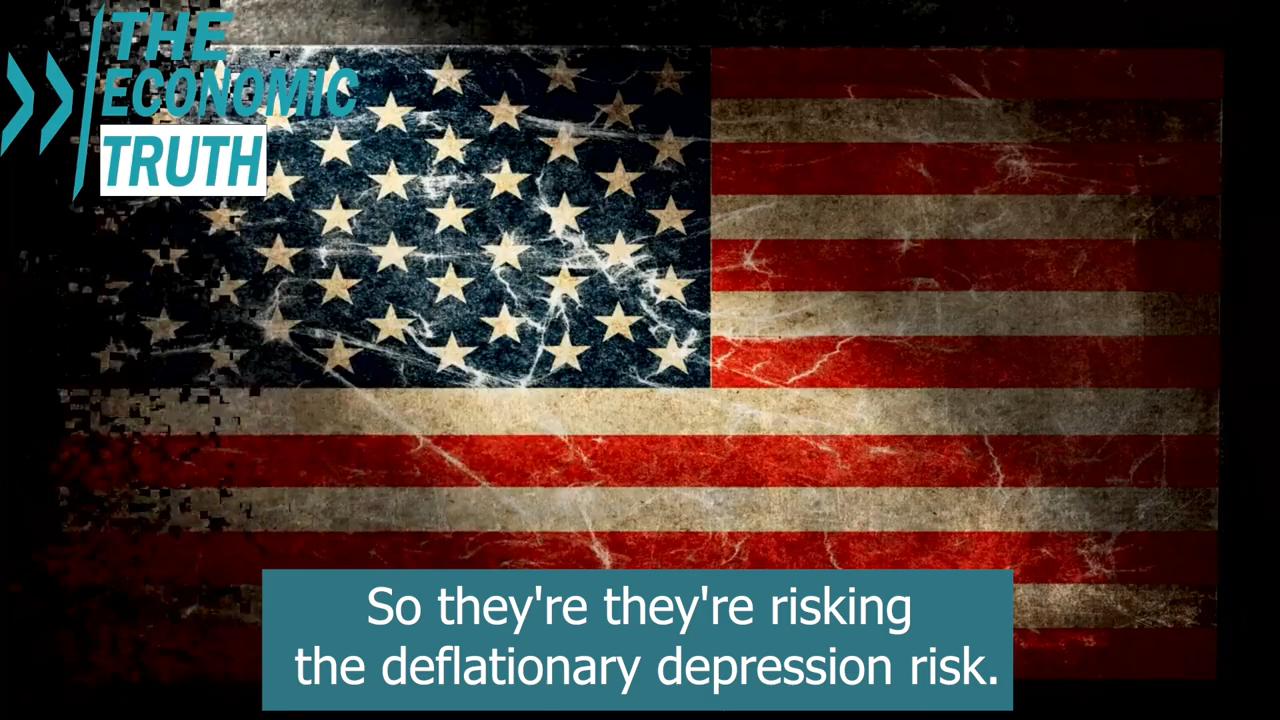 THE
ECONOMIC
TRUTH
So they're they're risking
the deflationary depression risk.